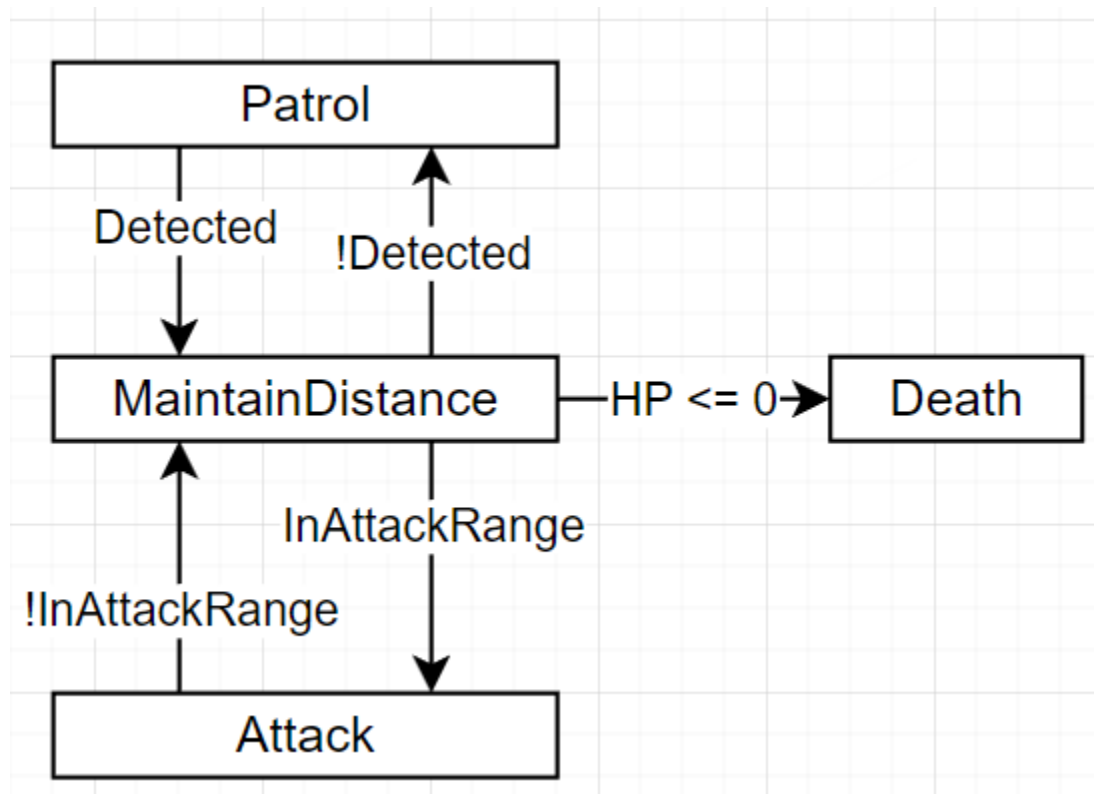 Patrol
Detected
!Detected
MaintainDistance
HP <= 0
Death
InAttackRange
!InAttackRange
Attack